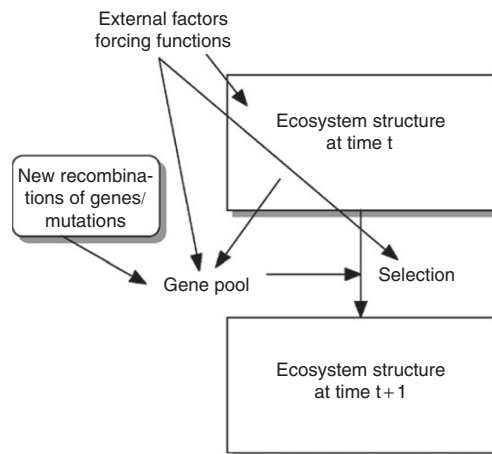 External factors
forcing functions
Ecosystem structure
at time t
New recombina-
tions of genes/
mutations
Gene pool
Selection
Ecosystem structure
at time t+1